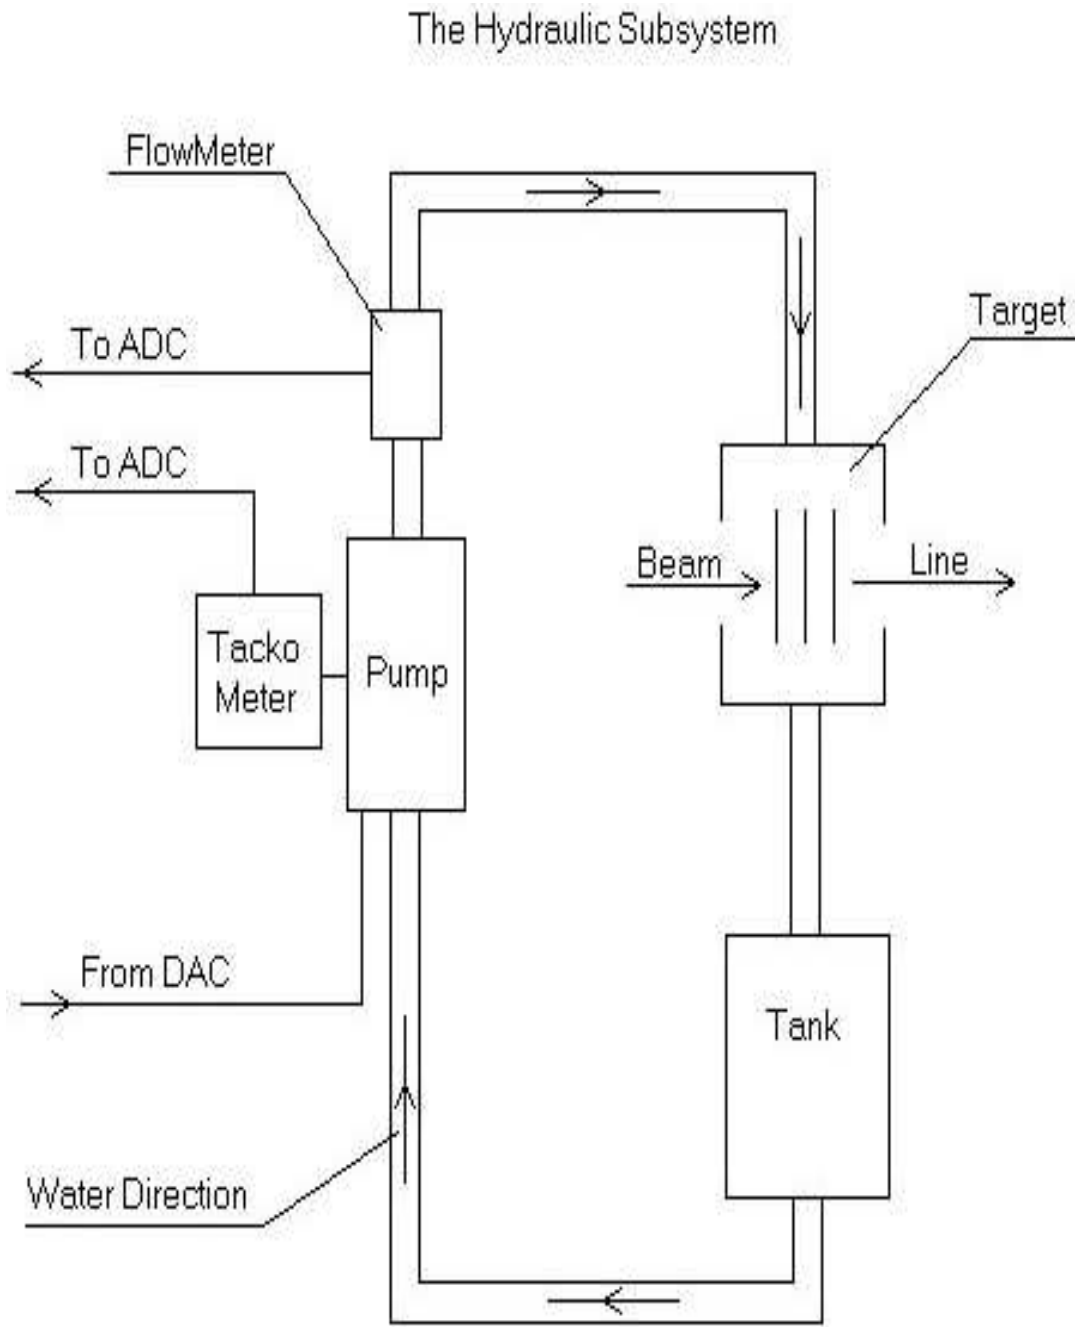 The Hydraulic Subsystem
FlowMeter
To ADC
Target
To ADC
Beam
Line
Tacko
Meter
Pump
From DAC
Tank
Water Direction